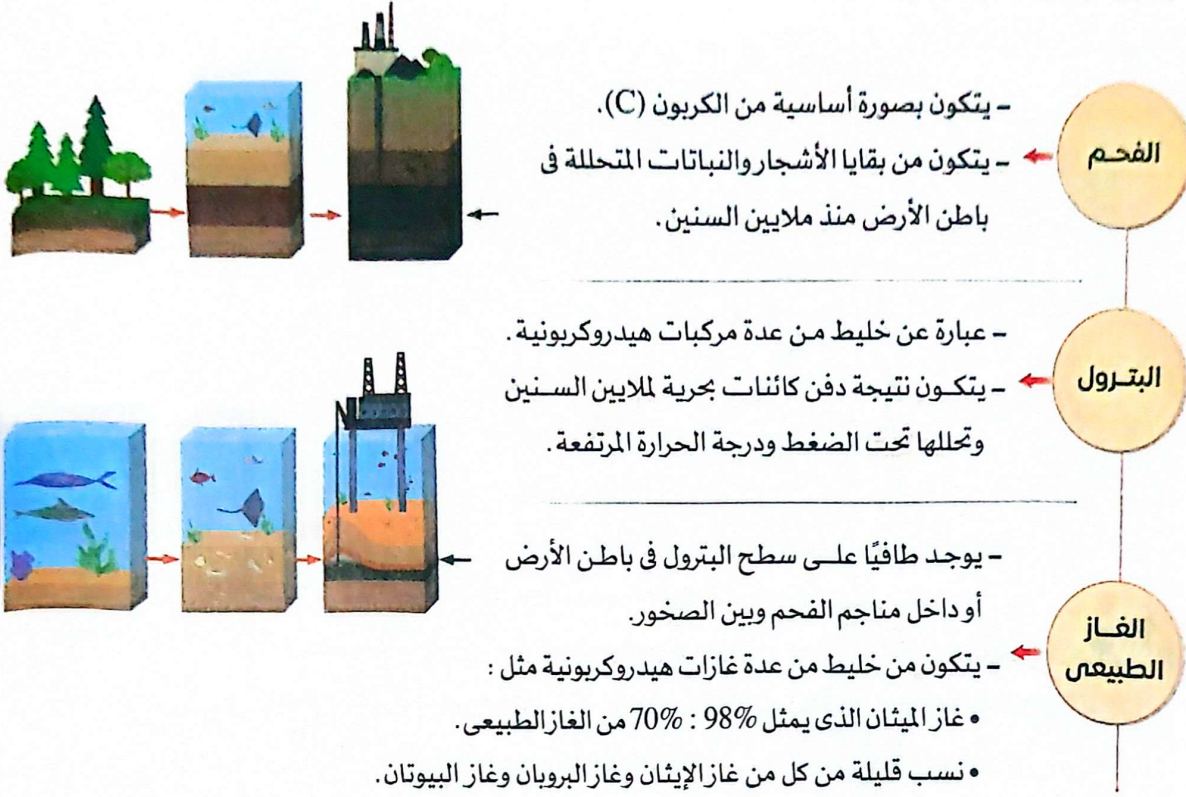 الفحم
– يتكون بصورة أساسية من الكربون (C).
– يتكون من بقايا الأشجار والنباتات المتحللة فى
باطن الأرض منذ ملايين السنين.
البترول
– عبارة عن خليط من عدة مركبات هيدروكربونية.
– يتكون نتيجة دفن كائنات بحرية لملايين السنين
وتحللها تحت الضغط ودرجة الحرارة المرتفعة.
الغاز
الطبيعى
– يوجد طافيًا على سطح البترول فى باطن الأرض
أو داخل مناجم الفحم وبين الصخور.
– يتكون من خليط من عدة غازات هيدروكربونية مثل :
• غاز الميثان الذى يمثل 98% : 70% من الغاز الطبيعى.
• نسب قليلة من كل من غاز الإيثان وغاز البروبان وغاز البيوتان.